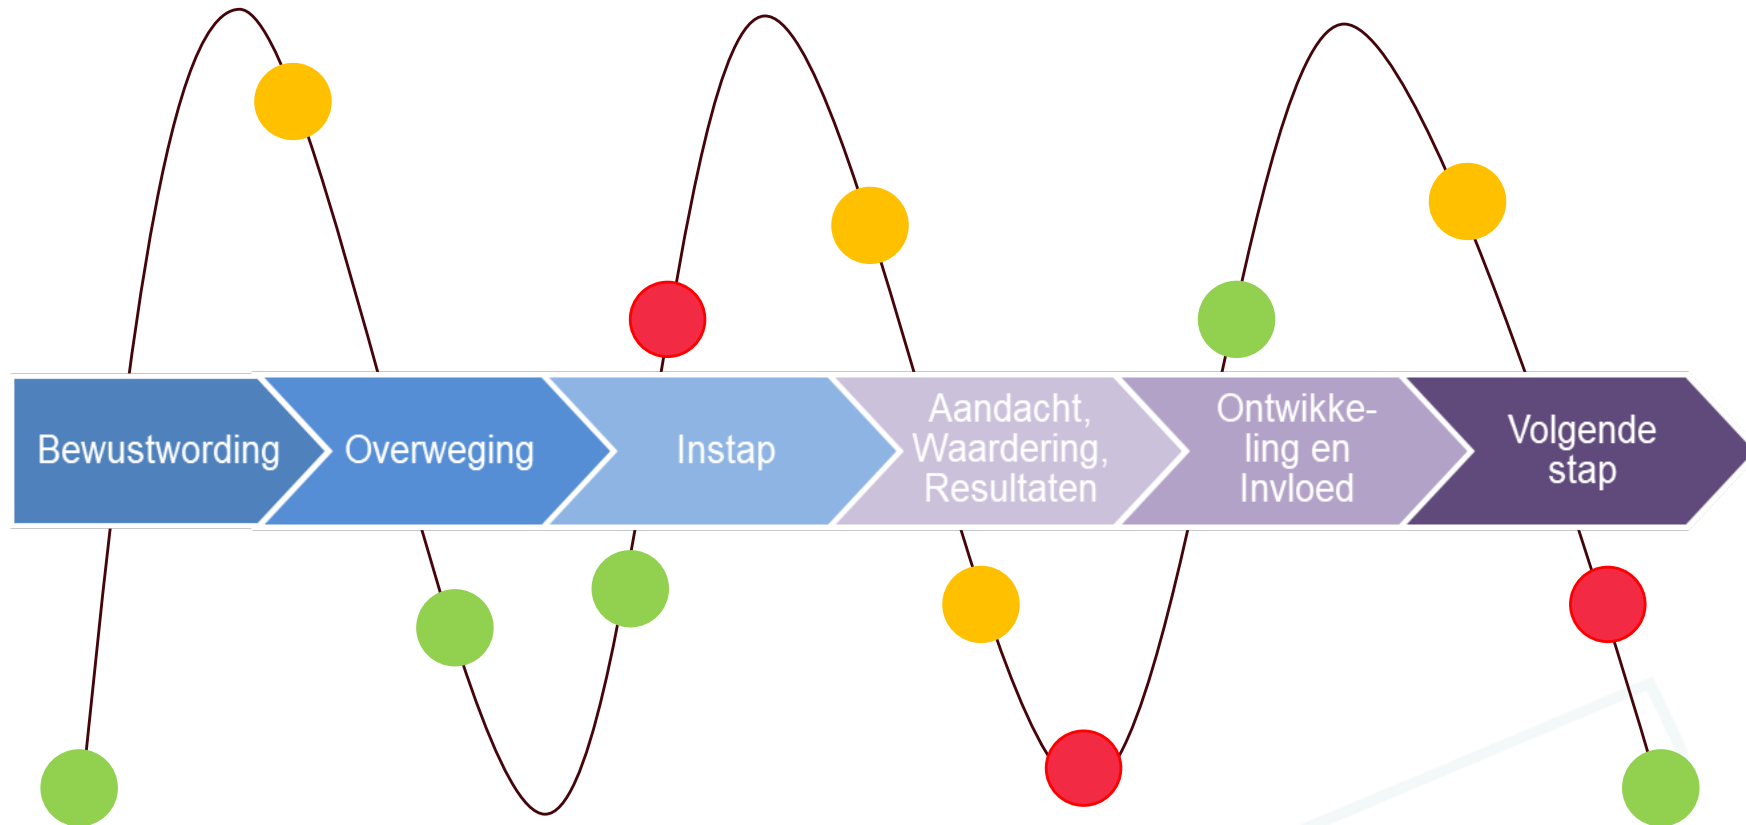 Bewustwording
Overweging
Instap
Aandacht,
Waardering,
Resultaten
Ontwikke-
ling en
Invloed
Volgende
stap